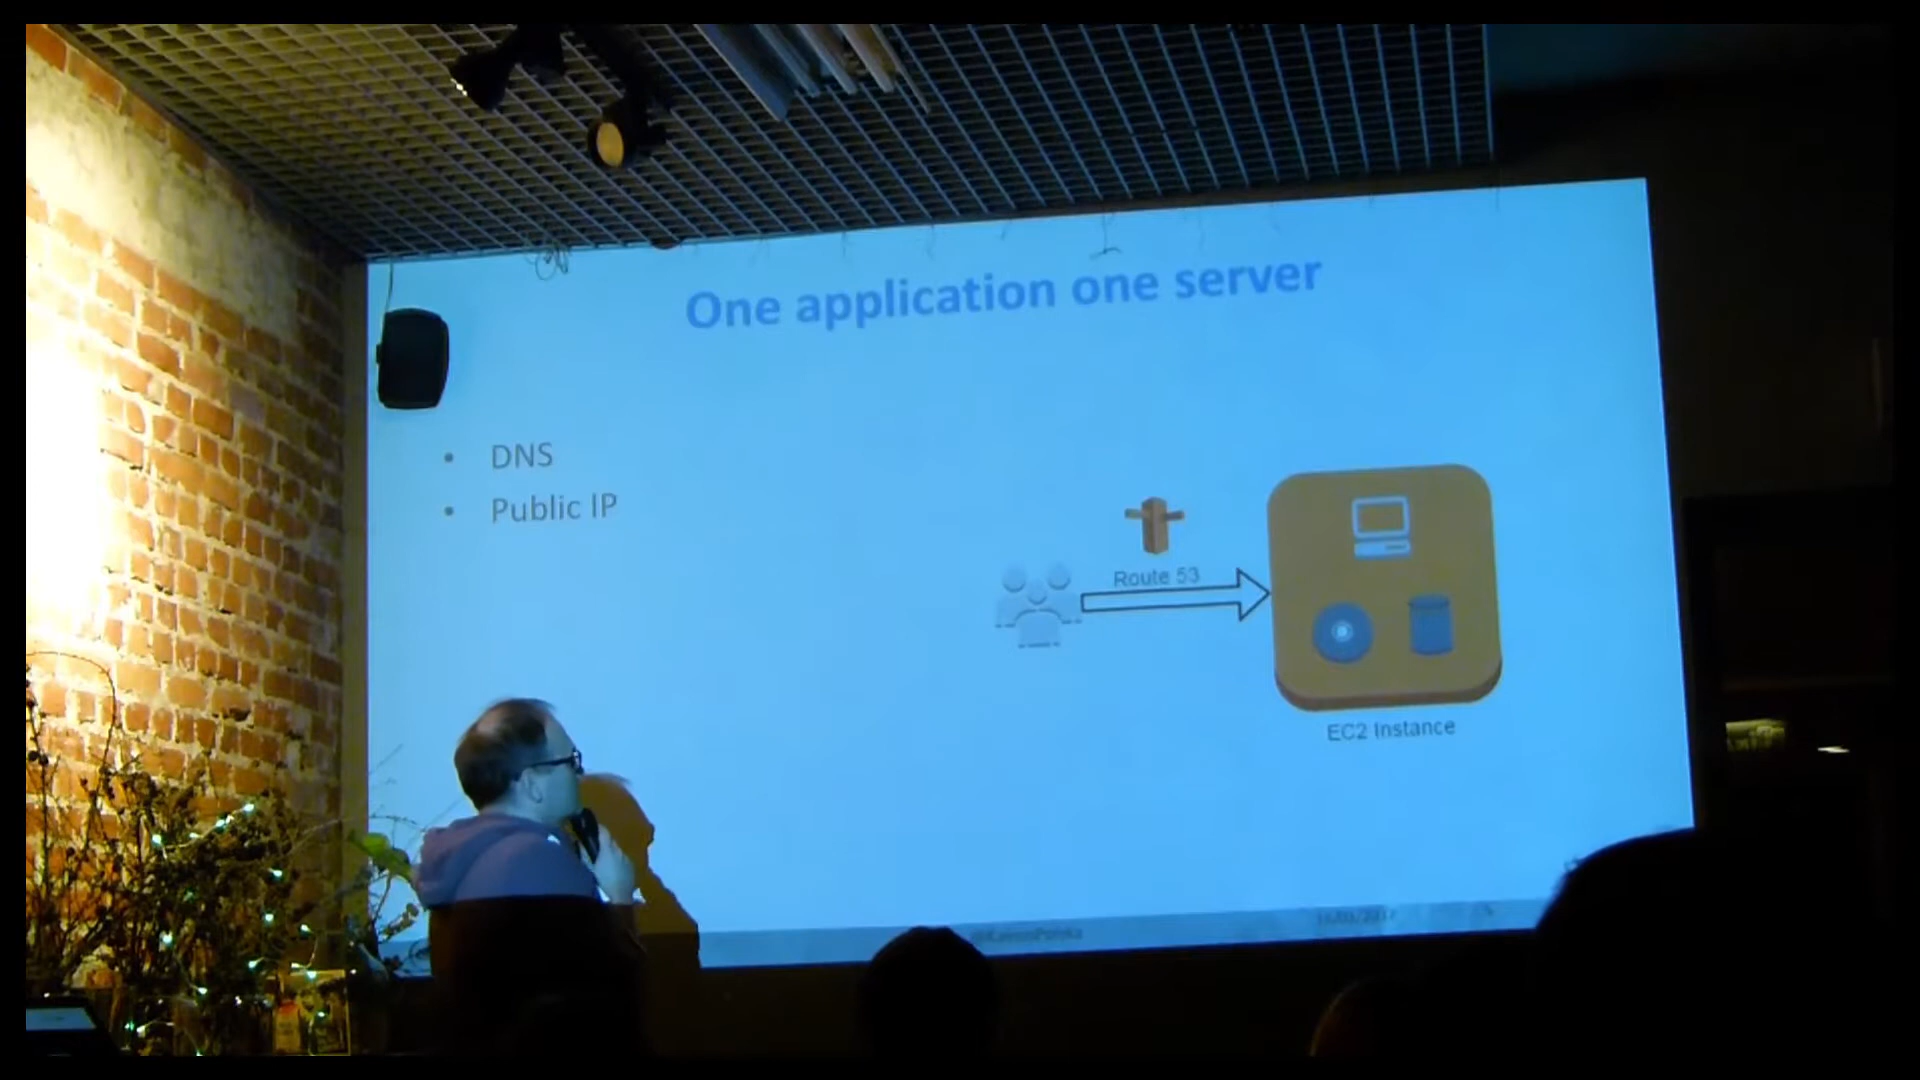 One application one server
• DNS
• Public IP
Route 53
EC2 Instance